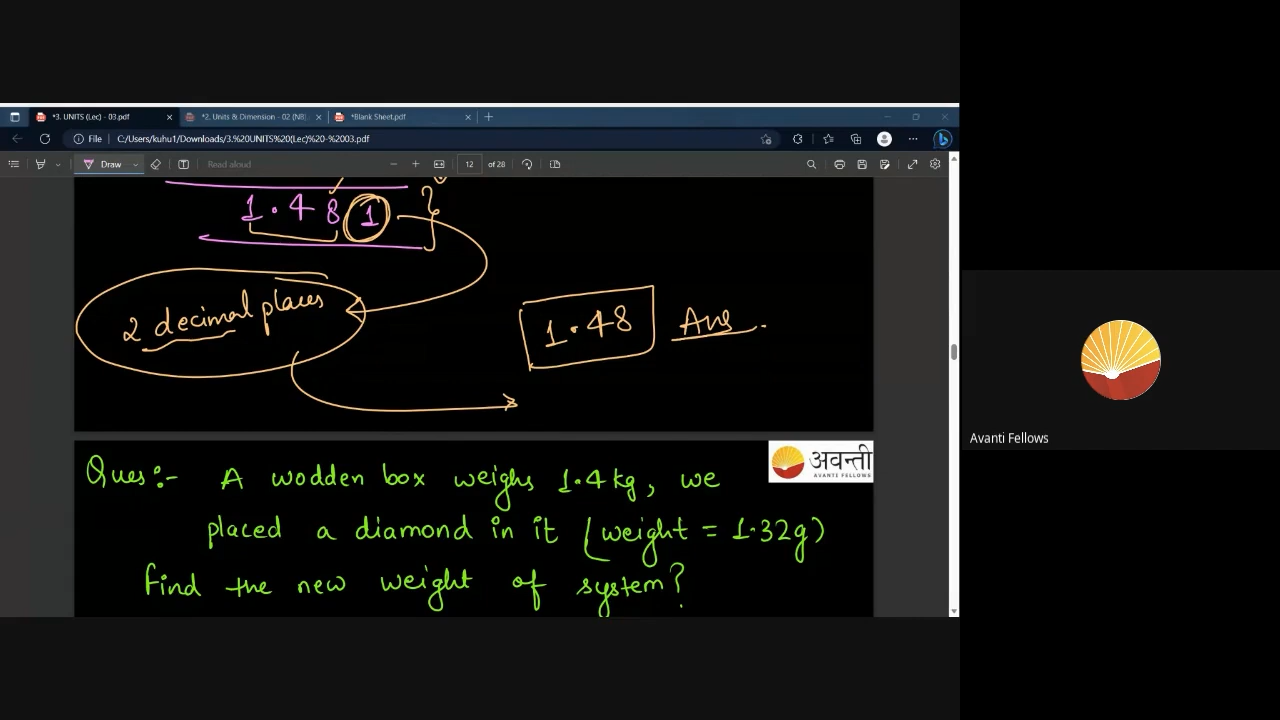 *3. UNITS (Lec) - 03.pdf
*2. Units & Dimension - 02 (NB).
*Blank Sheet.pdf
File
C:/Users/kuhu1/Downloads/3.%20UNITS%20(Lec)%20-%2003.pdf
Draw
Read aloud
12
of 28
1.481
2 decimal places
1.48 Ans.
अवन्ती
AVANTI FELLOWS
Ques:- A wodden box weighs 1.4kg, we
placed a diamond in it (weight = 1.32g)
Find the new weight of system?
Avanti Fellows